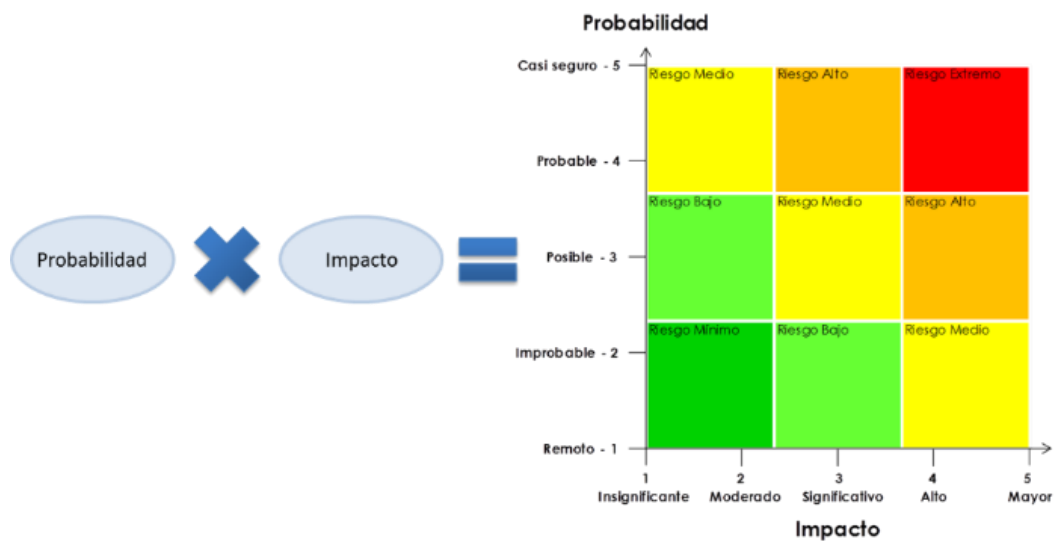 Probabilidad
Casi seguro - 5
Riesgo Medio
Riesgo Alto
Riesgo Extremo
Probable - 4
Riesgo Bajo
Riesgo Medio
Riesgo Alto
Probabilidad
Impacto
Posible - 3
Riesgo Mínimo
Riesgo Bajo
Riesgo Medio
Improbable - 2
Remoto - 1
1
2
3
4
5
Insignificante
Moderado
Significativo
Alto
Mayor
Impacto